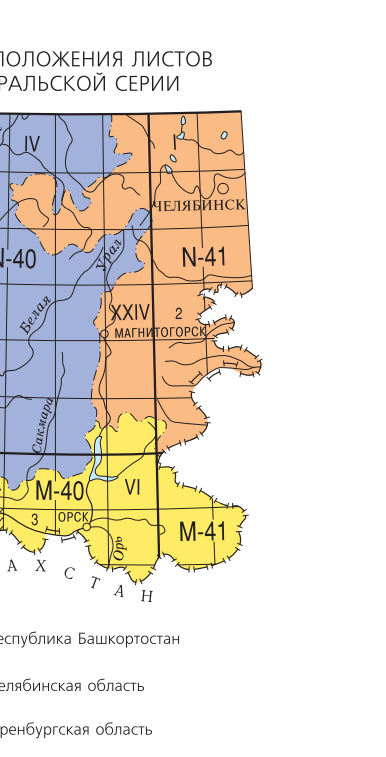 ПОЛОЖЕНИЯ ЛИСТОВ
РАЛЬСКОЙ СЕРИИ
IV
I
ЧЕЛЯБИНСК
Урал
N-40
N-41
Белая
XXIV
2
МАГНИТОГОРСК
Сакмара
M-40
VI
3
ОРСК
M-41
Орь
А Х С Т А Н
еспублика Башкортостан
елябинская область
ренбургская область